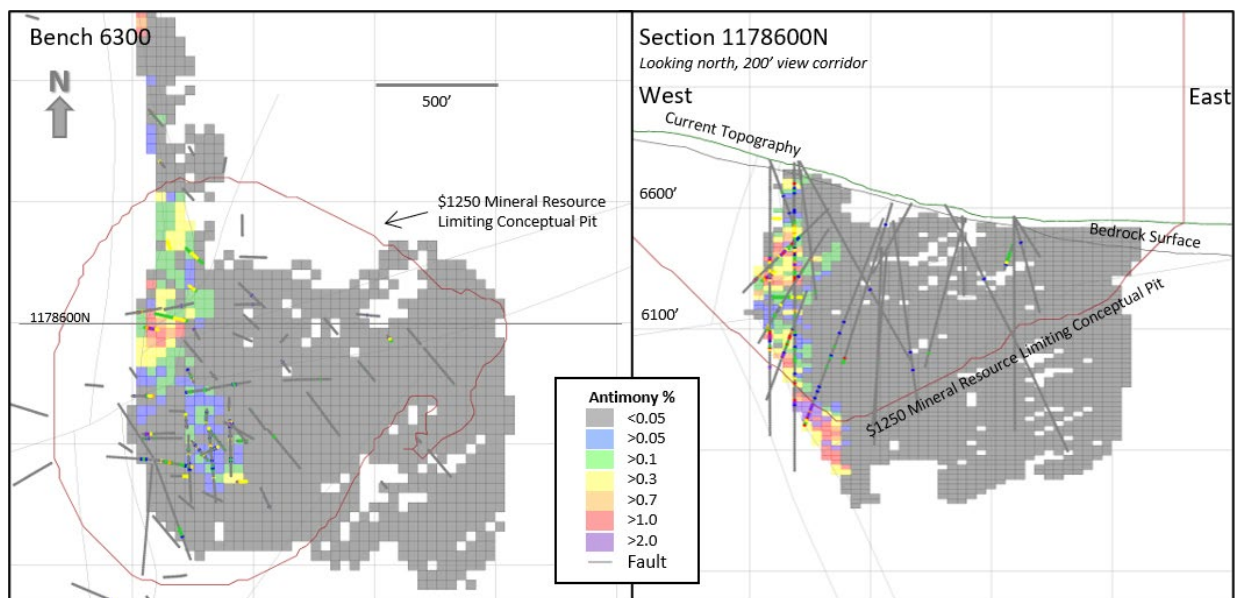 Bench 6300
N
500’
$1250 Mineral Resource
Limiting Conceptual Pit
1178600N
Section 1178600N
Looking north, 200’ view corridor
West
East
Current Topography
6600’
Bedrock Surface
6100’
$1250 Mineral Resource Limiting Conceptual Pit
Antimony %
<0.05
>0.05
>0.1
>0.3
>0.7
>1.0
>2.0
Fault